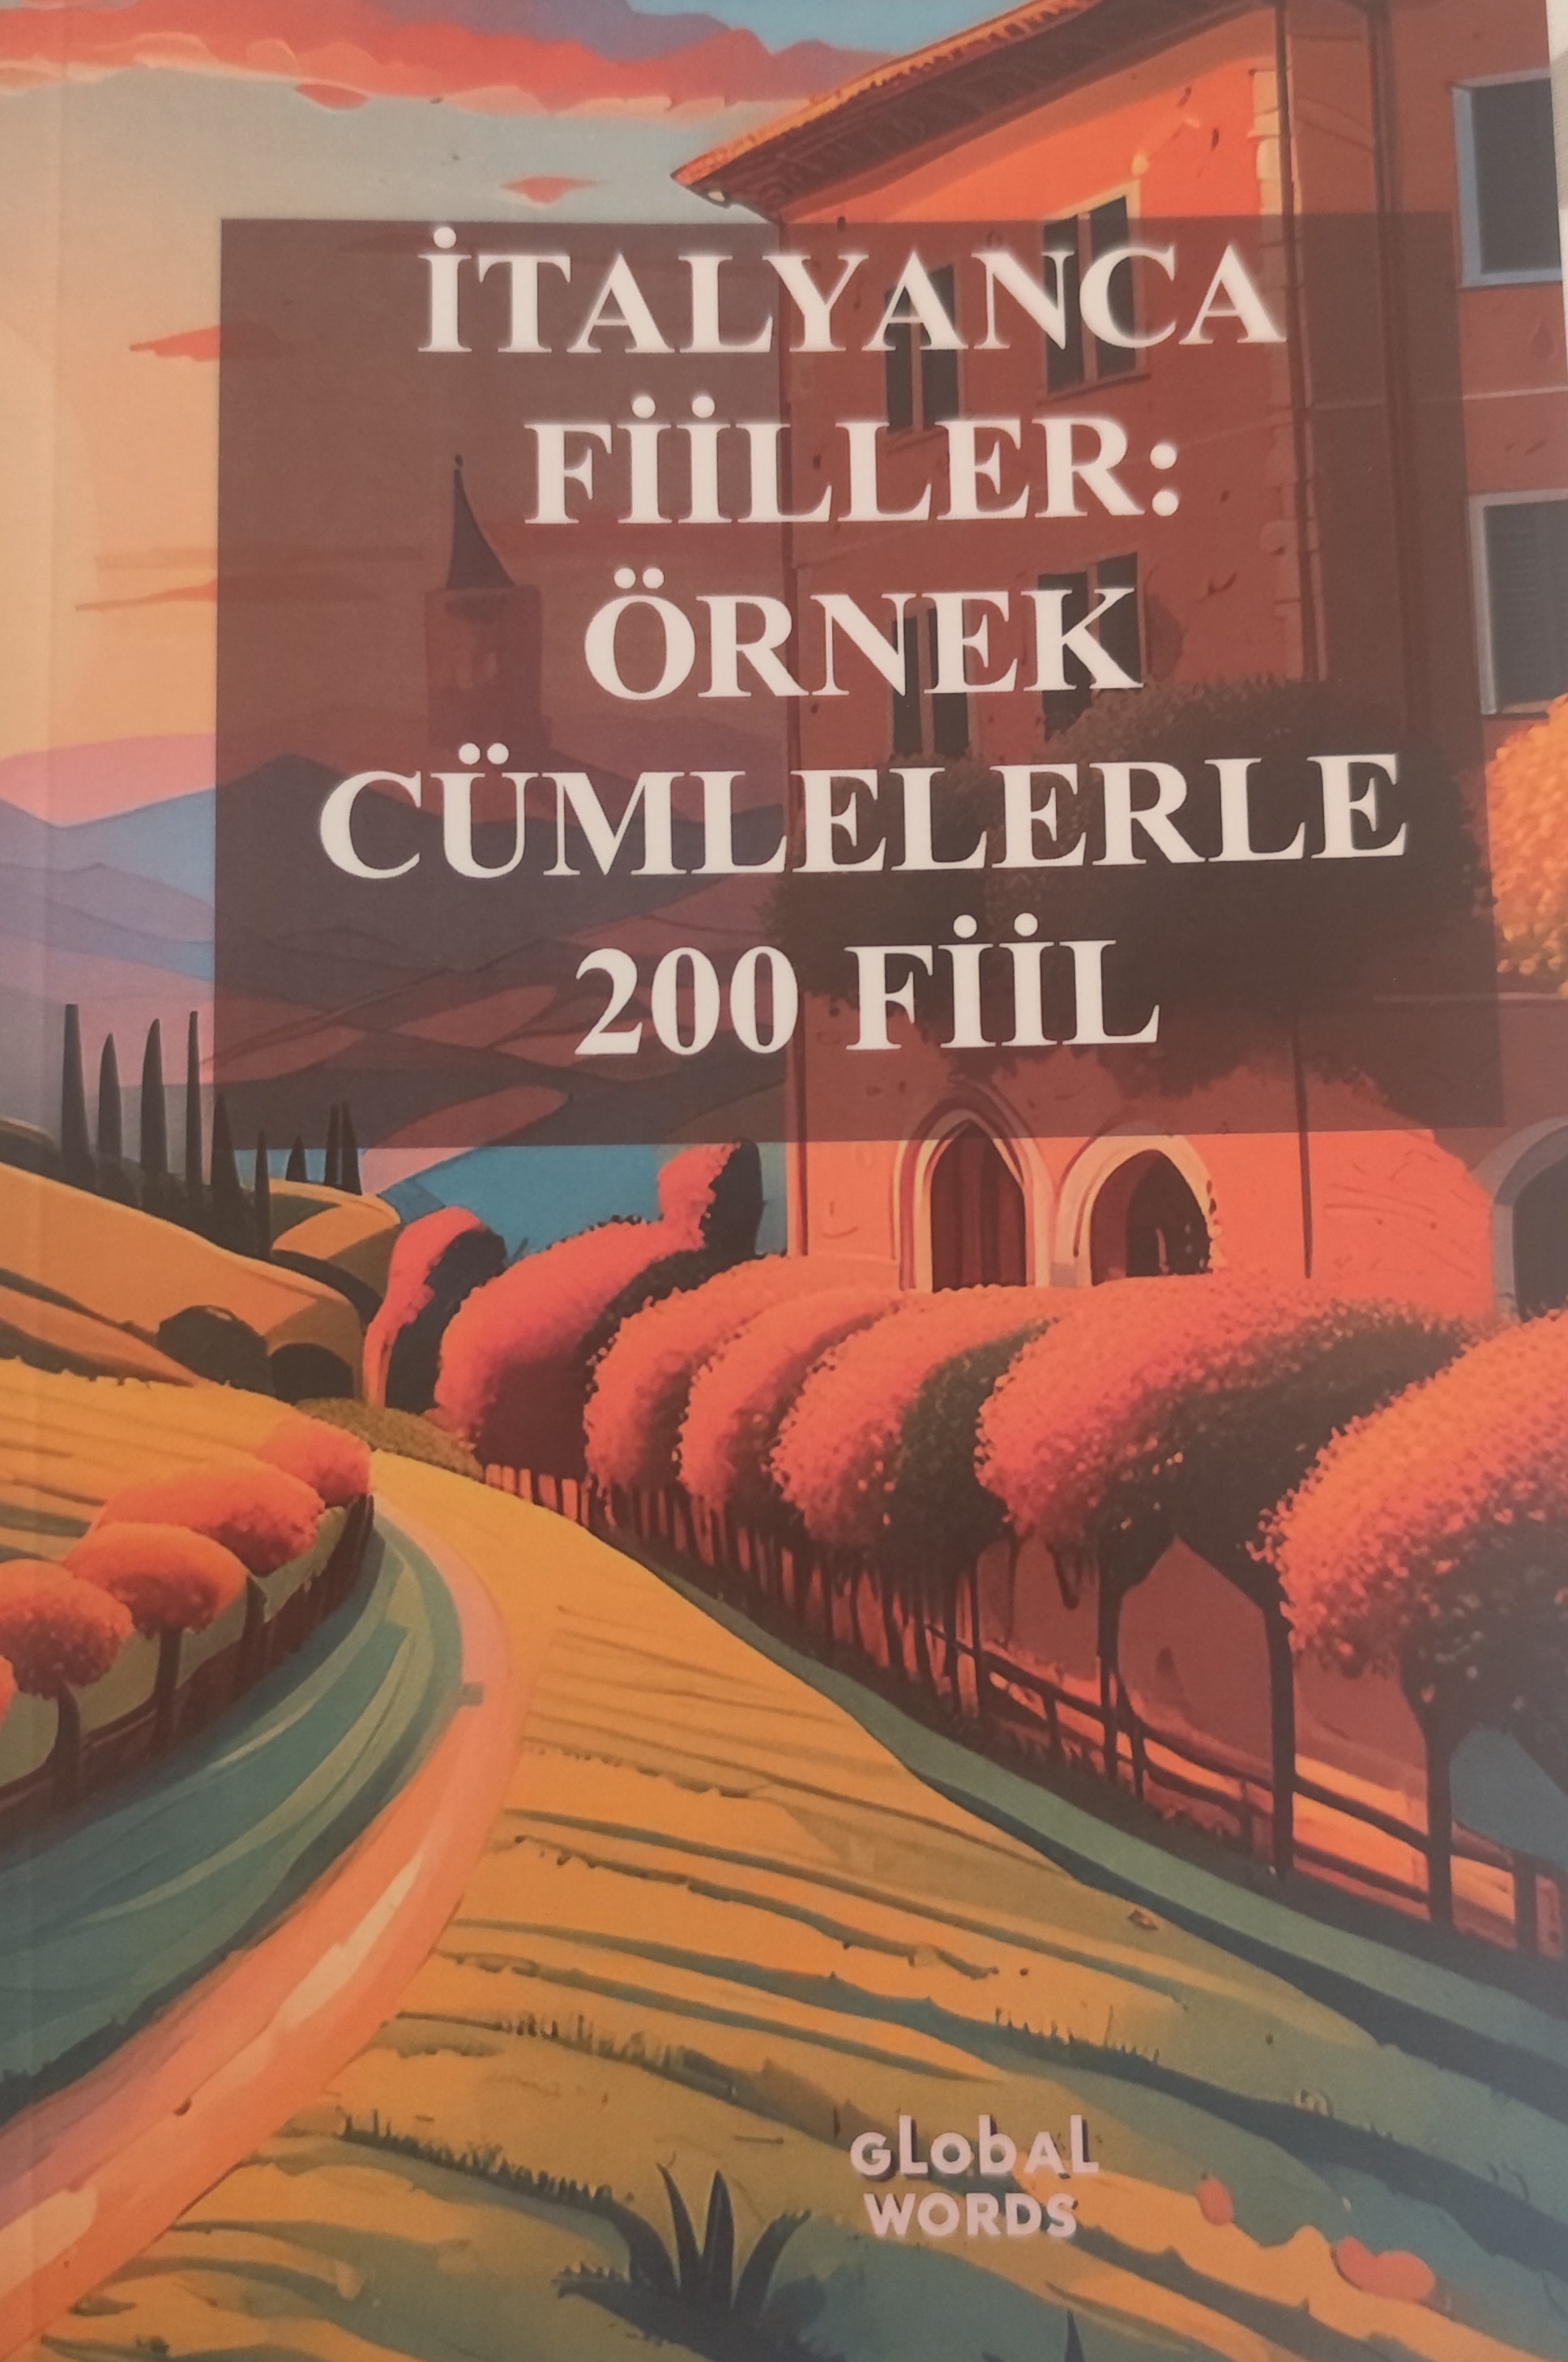 İTALYANCA
FİİLLER:
ÖRNEK
CÜMLELERLE
200 FİİL
GLobAL
WORDS